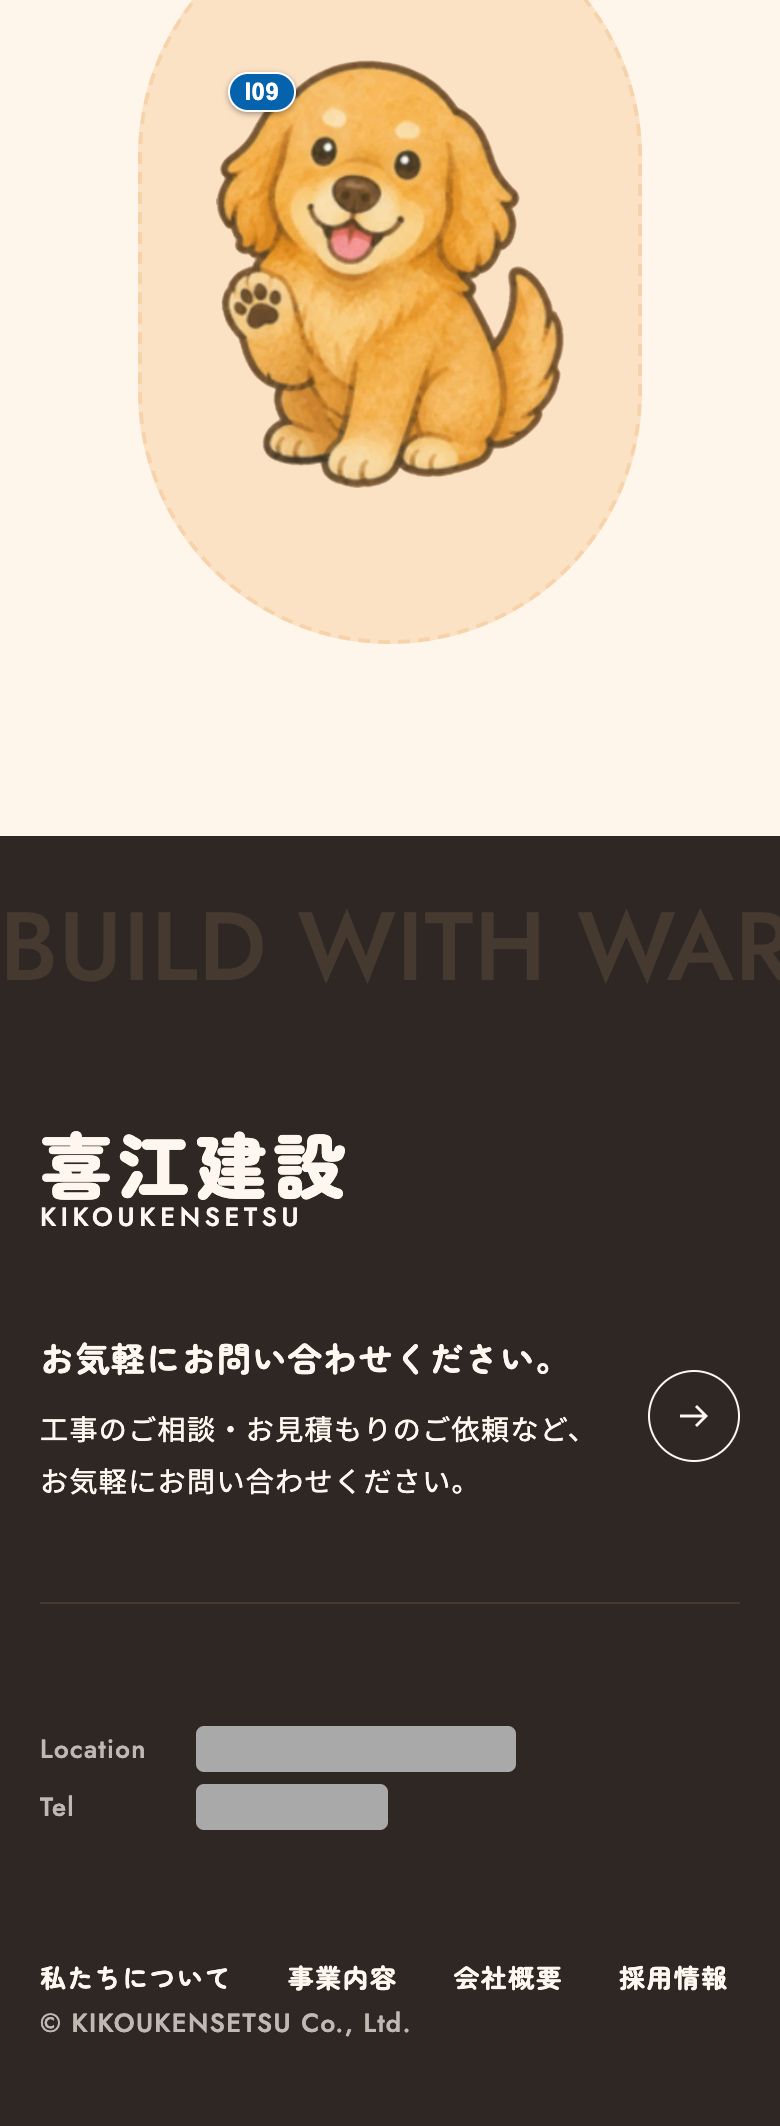 I09
BUILD WITH WAR
喜江建設
KIKOUKENSETSU
お気軽にお問い合わせください。
工事のご相談・お見積もりのご依頼など、
お気軽にお問い合わせください。
Location
Tel
私たちについて 事業内容 会社概要 採用情報
© KIKOUKENSETSU Co., Ltd.